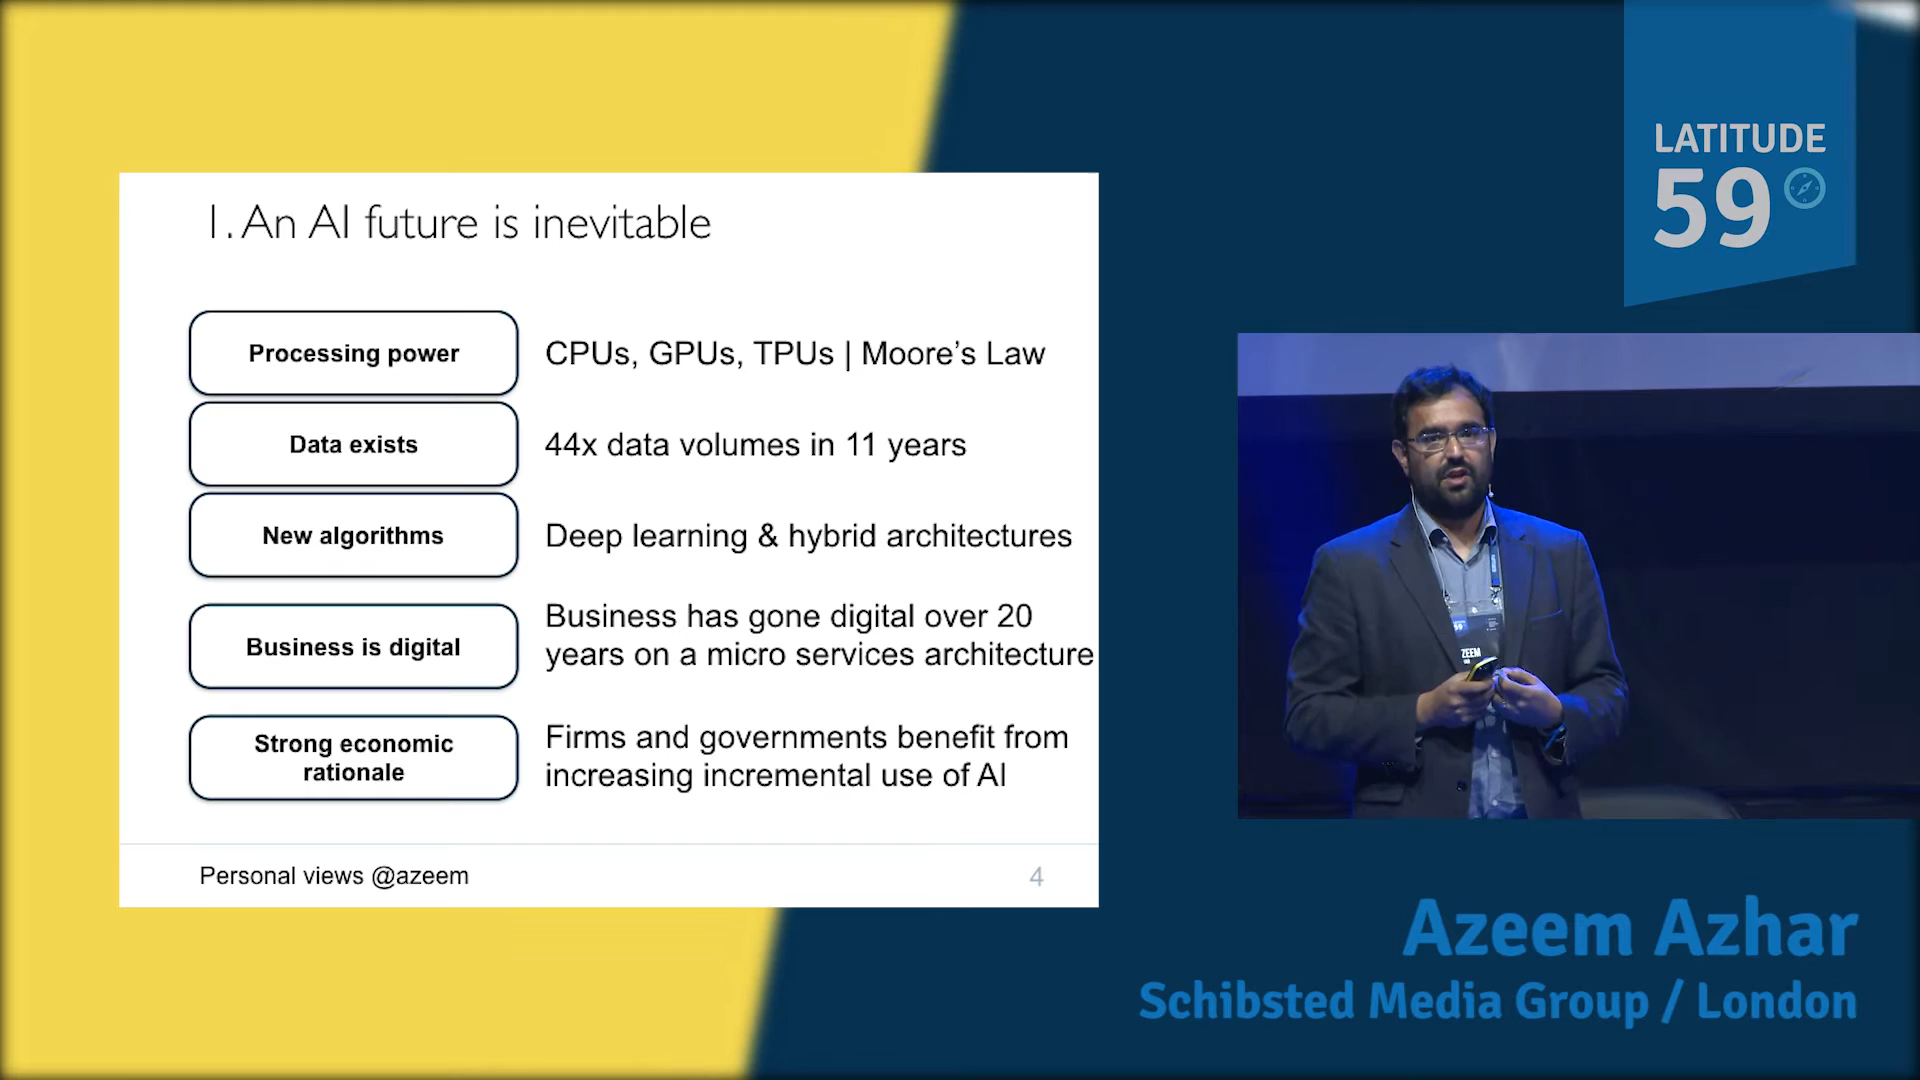 LATITUDE
59
1. An AI future is inevitable
Processing power
CPUs, GPUs, TPUs | Moore's Law
Data exists
44x data volumes in 11 years
New algorithms
Deep learning & hybrid architectures
Business is digital
Business has gone digital over 20
years on a micro services architecture
Strong economic
rationale
Firms and governments benefit from
increasing incremental use of AI
Personal views @azeem
4
59
ZEEM
Azeem Azhar
Schibsted Media Group / London